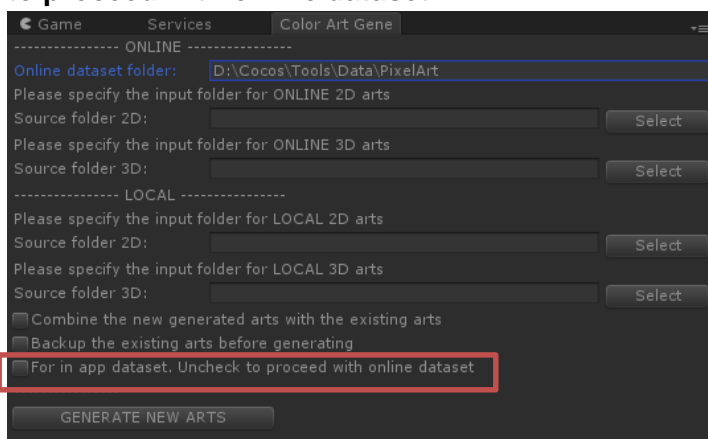 Game Services Color Art Gene
---------------- ONLINE ----------------
Online dataset folder: D:\Cocos\Tools\Data\PixelArt
Please specify the input folder for ONLINE 2D arts
Source folder 2D: Select
Please specify the input folder for ONLINE 3D arts
Source folder 3D: Select
---------------- LOCAL ----------------
Please specify the input folder for LOCAL 2D arts
Source folder 2D: Select
Please specify the input folder for LOCAL 3D arts
Source folder 3D: Select
Combine the new generated arts with the existing arts
Backup the existing arts before generating
For in app dataset. Uncheck to proceed with online dataset
GENERATE NEW ARTS